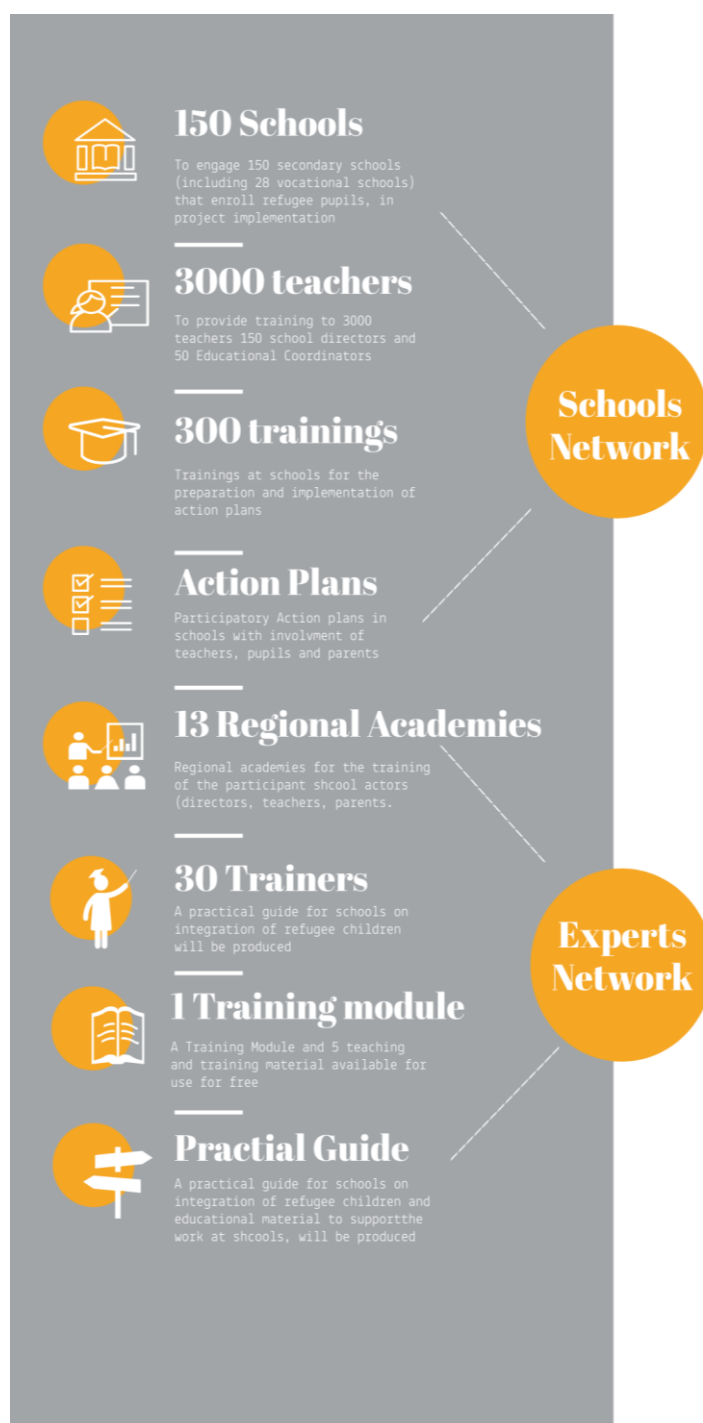 150 Schools
To engage 150 secondary schools
(including 28 vocational schools)
that enroll refugee pupils, in
project implementation
3000 teachers
To provide training to 3000
teachers 150 school directors and
50 Educational Coordinators
300 trainings
Trainings at schools for the
preparation and implementation of
action plans
Action Plans
Participatory Action plans in
schools with involvment of
teachers, pupils and parents
Schools
Network
13 Regional Academies
Regional academies for the training
of the participant shcool actors
(directors, teachers, parents.
30 Trainers
A practical guide for schools on
integration of refugee children
will be produced
1 Training module
A Training Module and 5 teaching
and training material available for
use for free
Practial Guide
A practical guide for schools on
integration of refugee children and
educational material to supportthe
work at shcools, will be produced
Experts
Network